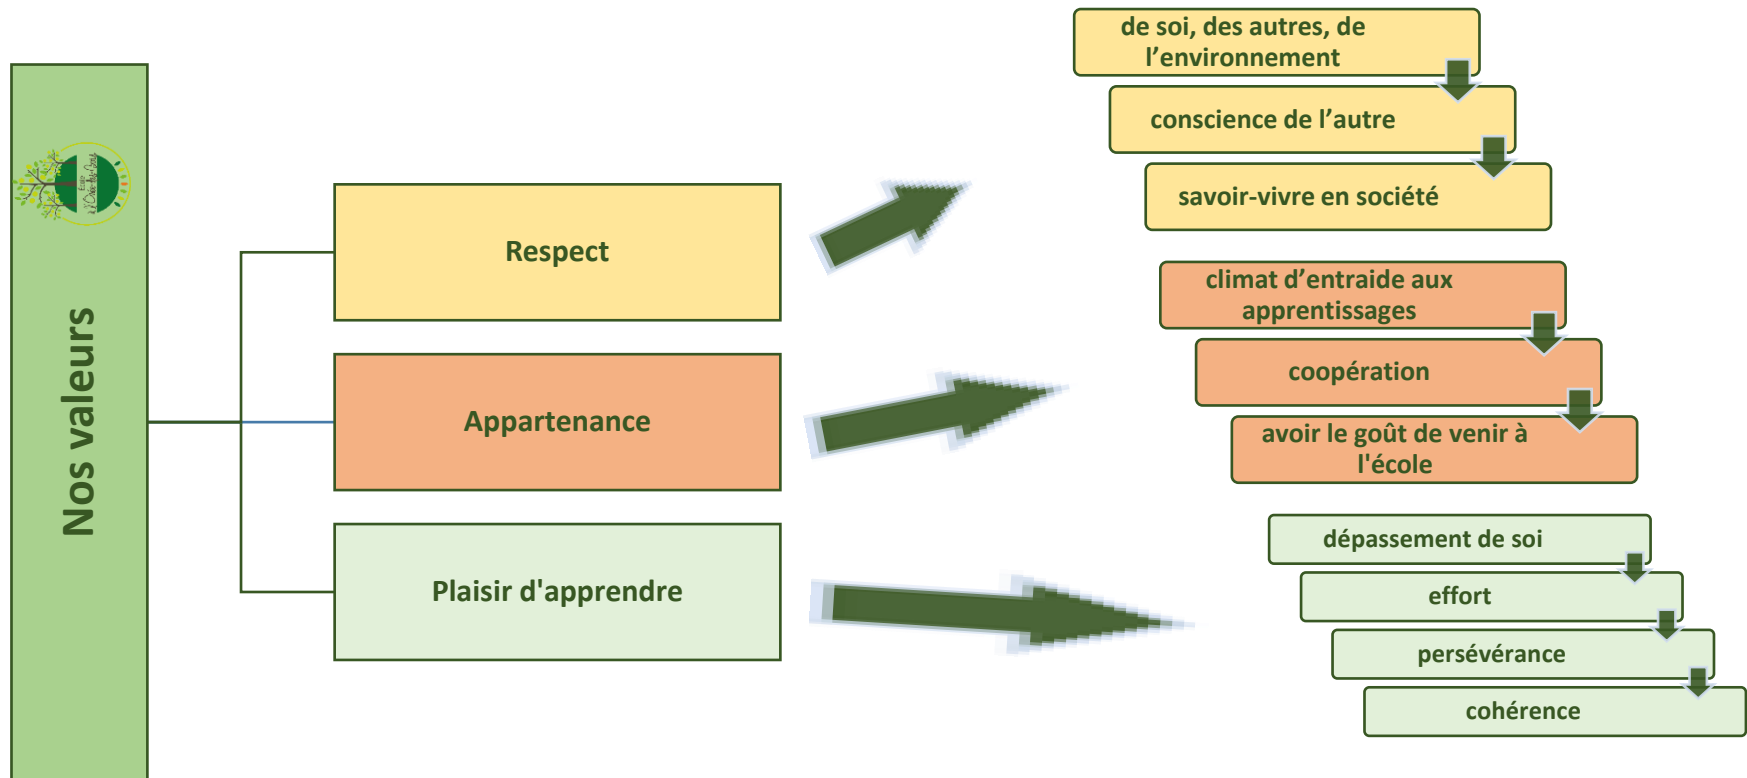 Nos valeurs
École
Respect
Appartenance
Plaisir d'apprendre
de soi, des autres, de
l’environnement
conscience de l’autre
savoir-vivre en société
climat d’entraide aux
apprentissages
coopération
avoir le goût de venir à
l'école
dépassement de soi
effort
persévérance
cohérence